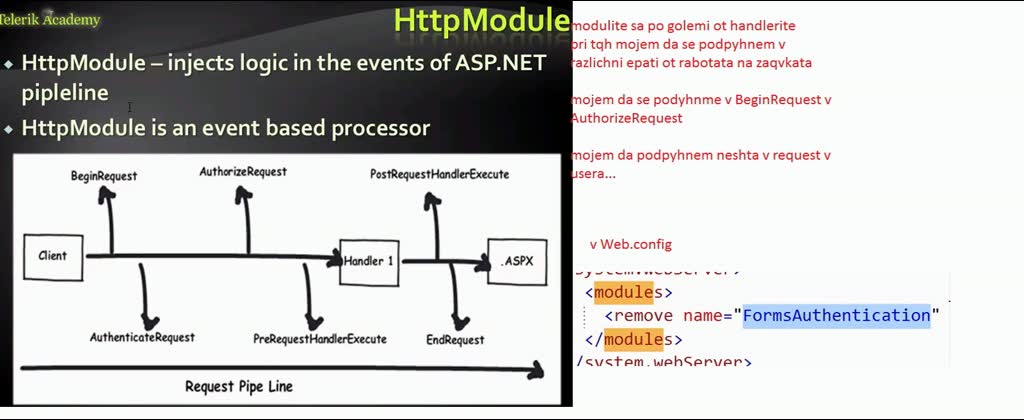 Telerik Academy
HttpModule
HttpModule – injects logic in the events of ASP.NET
pipleline
HttpModule is an event based processor
BeginRequest
AuthorizeRequest
PostRequestHandlerExecute
Client
Handler 1
.ASPX
AuthenticateRequest
PreRequestHandlerExecute
EndRequest
Request Pipe Line
modulite sa po golemi ot handlerite
pri tqh mojem da se podpyhnem v
razlichni epati ot rabotata na zaqvkata
mojem da se podyhnme v BeginRequest v
AuthorizeRequest
mojem da podpyhnem neshta v request v
usera...
v Web.config
system.webServer>
<modules>
<remove name="FormsAuthentication"
</modules>
/system.webServer>